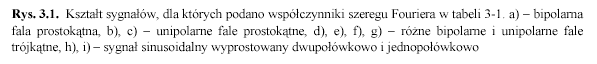 Rys. 3.1. Kształt sygnałów, dla których podano współczynniki szeregu Fouriera w tabeli 3-1. a) – bipolarna
fala prostokątna, b), c) – unipolarne fale prostokątne, d), e), f), g) – różne bipolarne i unipolarne fale
trójkątne, h), i) – sygnał sinusoidalny wyprostowany dwupołówkowo i jednopołówkowo